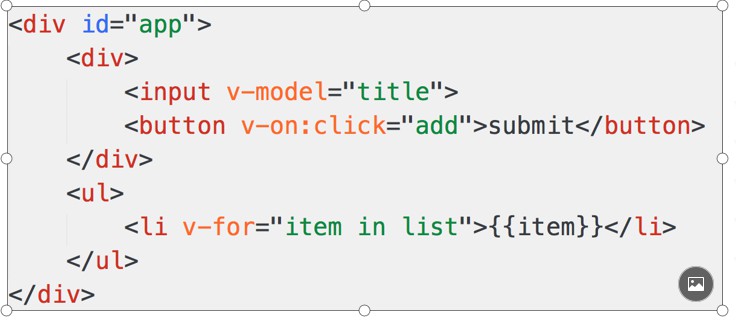 <div id="app">
    <div>
        <input v-model="title">
        <button v-on:click="add">submit</button>
    </div>
    <ul>
        <li v-for="item in list">{{item}}</li>
    </ul>
</div>